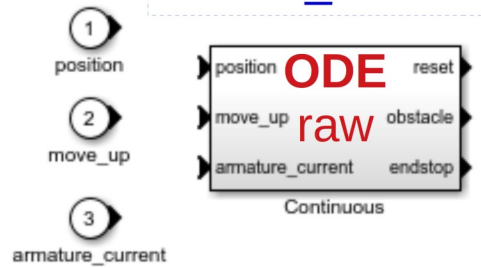 1
position
2
move_up
3
armature_current
position ODE reset
move_up raw obstacle
armature_current endstop
Continuous